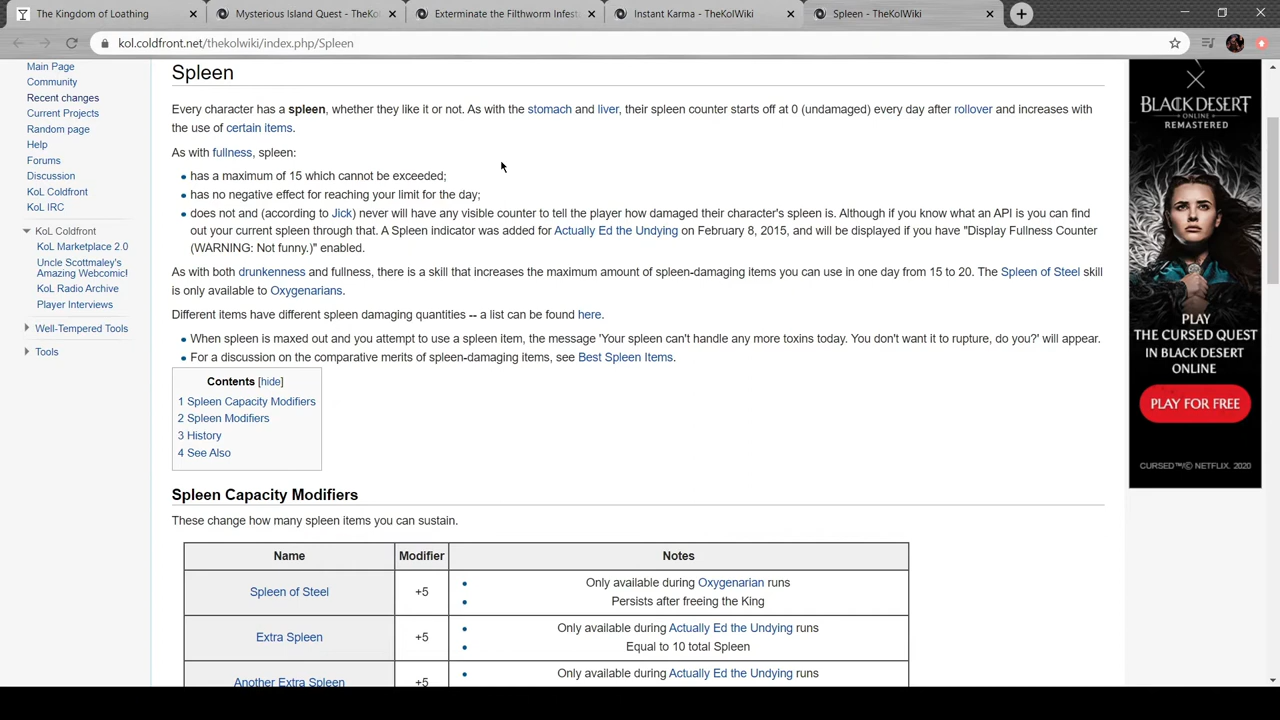 The Kingdom of Loathing
Mysterious Island Quest - TheKo
Exterminate the Filthworm Infest
Instant Karma - TheKolWiki
Spleen - TheKolWiki
kol.coldfront.net/thekolwiki/index.php/Spleen
Main Page
Community
Recent changes
Current Projects
Random page
Help
Forums
Discussion
KoL Coldfront
KoL IRC
KoL Coldfront
KoL Marketplace 2.0
Uncle Scottmaley's
Amazing Webcomic!
KoL Radio Archive
Player Interviews
Well-Tempered Tools
Tools
Spleen
Every character has a spleen, whether they like it or not. As with the stomach and liver, their spleen counter starts off at 0 (undamaged) every day after rollover and increases with
the use of certain items.
As with fullness, spleen:
has a maximum of 15 which cannot be exceeded;
has no negative effect for reaching your limit for the day;
does not and (according to Jick) never will have any visible counter to tell the player how damaged their character's spleen is. Although if you know what an API is you can find
out your current spleen through that. A Spleen indicator was added for Actually Ed the Undying on February 8, 2015, and will be displayed if you have "Display Fullness Counter
(WARNING: Not funny.)" enabled.
As with both drunkenness and fullness, there is a skill that increases the maximum amount of spleen-damaging items you can use in one day from 15 to 20. The Spleen of Steel skill
is only available to Oxygenarians.
Different items have different spleen damaging quantities -- a list can be found here.
When spleen is maxed out and you attempt to use a spleen item, the message 'Your spleen can't handle any more toxins today. You don't want it to rupture, do you?' will appear.
For a discussion on the comparative merits of spleen-damaging items, see Best Spleen Items.
Contents [hide]
1 Spleen Capacity Modifiers
2 Spleen Modifiers
3 History
4 See Also
Spleen Capacity Modifiers
These change how many spleen items you can sustain.
Name Modifier Notes
Spleen of Steel +5 Only available during Oxygenarian runs
Persists after freeing the King
Extra Spleen +5 Only available during Actually Ed the Undying runs
Equal to 10 total Spleen
Another Extra Spleen +5 Only available during Actually Ed the Undying runs
BLACK DESERT
ONLINE
REMASTERED
PLAY
THE CURSED QUEST
IN BLACK DESERT
ONLINE
PLAY FOR FREE
CURSED™/© NETFLIX. 2020